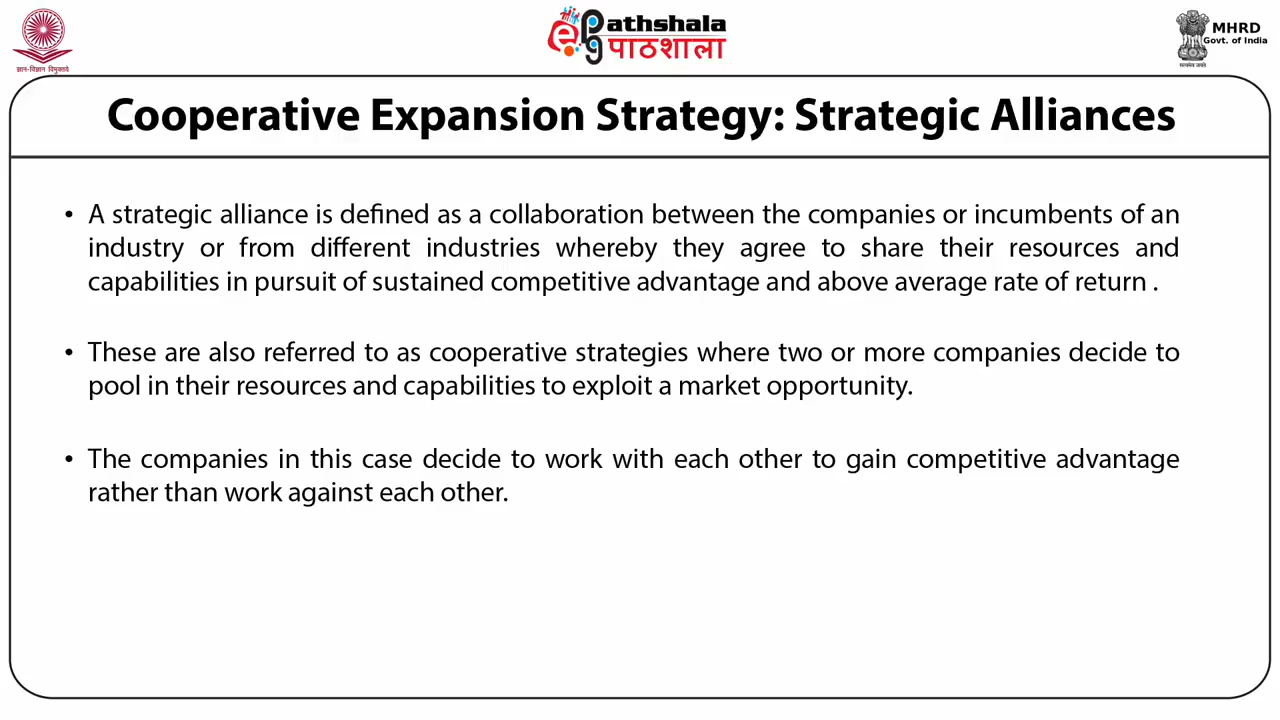 ज्ञान-विज्ञान विमुक्तये
e
PG
athshala
पाठशाला
MHRD
Govt. of India
सत्यमेव जयते
Cooperative Expansion Strategy: Strategic Alliances
• A strategic alliance is defined as a collaboration between the companies or incumbents of an
industry or from different industries whereby they agree to share their resources and
capabilities in pursuit of sustained competitive advantage and above average rate of return .
• These are also referred to as cooperative strategies where two or more companies decide to
pool in their resources and capabilities to exploit a market opportunity.
• The companies in this case decide to work with each other to gain competitive advantage
rather than work against each other.